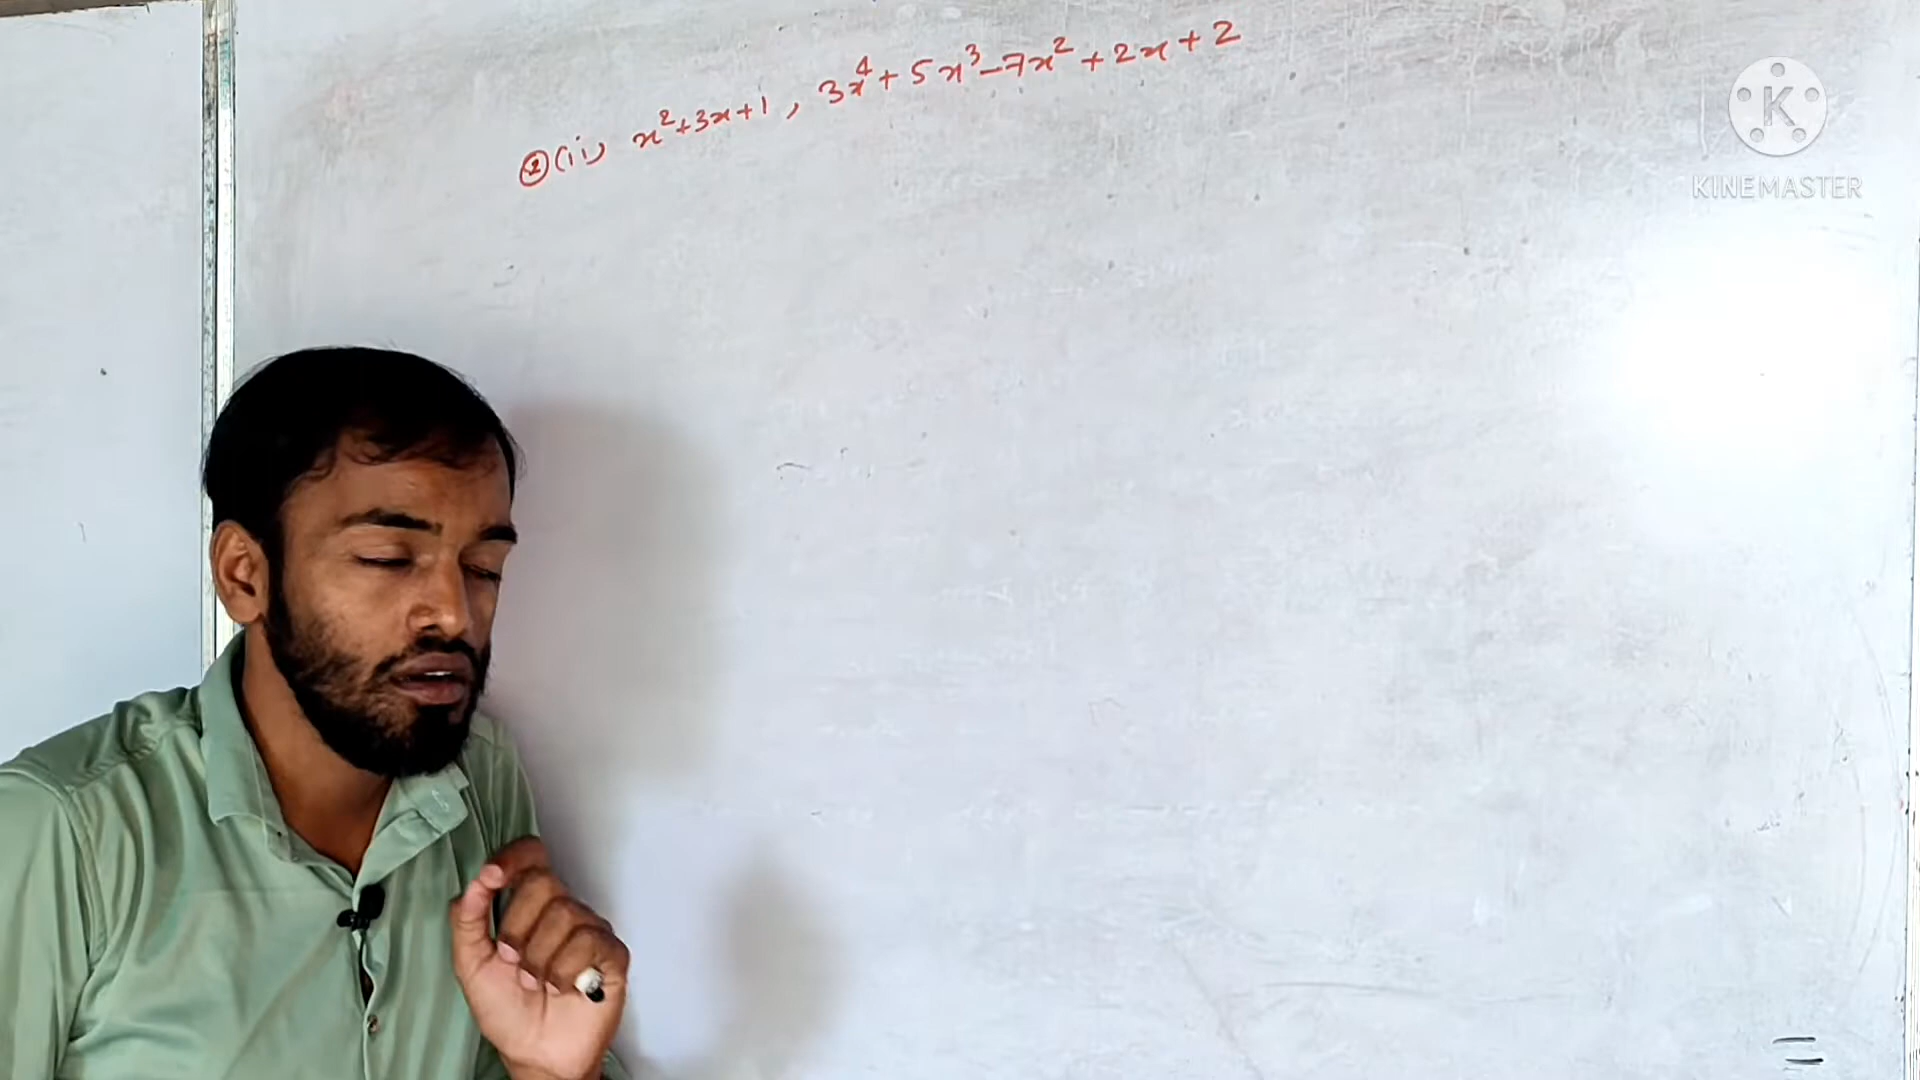 ② (ii) x²+3x+1, 3x⁴+5x³-7x²+2x+2
K
KINEMASTER
=